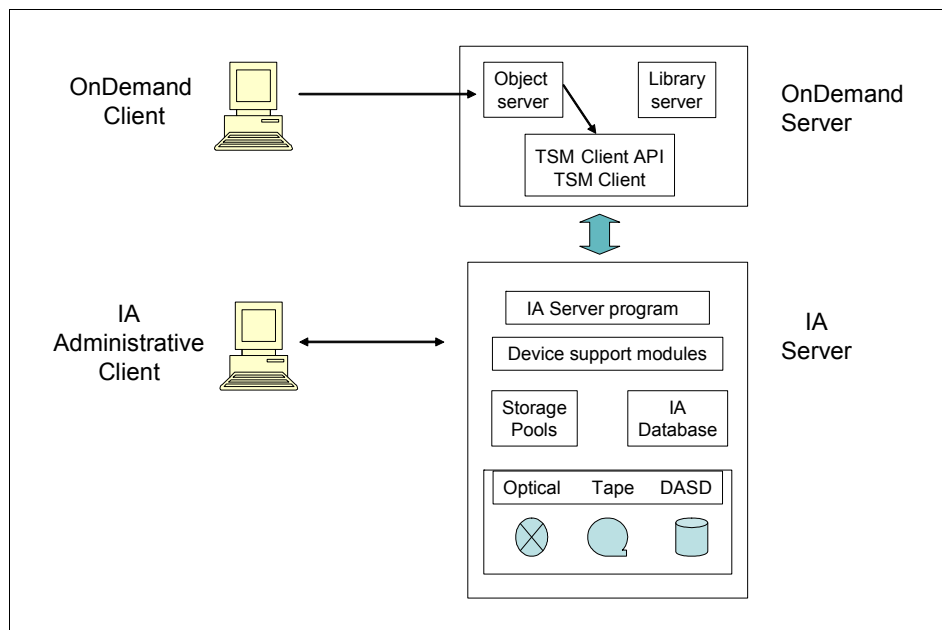 OnDemand
Client
Object
server
Library
server
TSM Client API
TSM Client
OnDemand
Server
IA
Administrative
Client
IA Server program
Device support modules
Storage
Pools
IA
Database
Optical Tape DASD
IA
Server